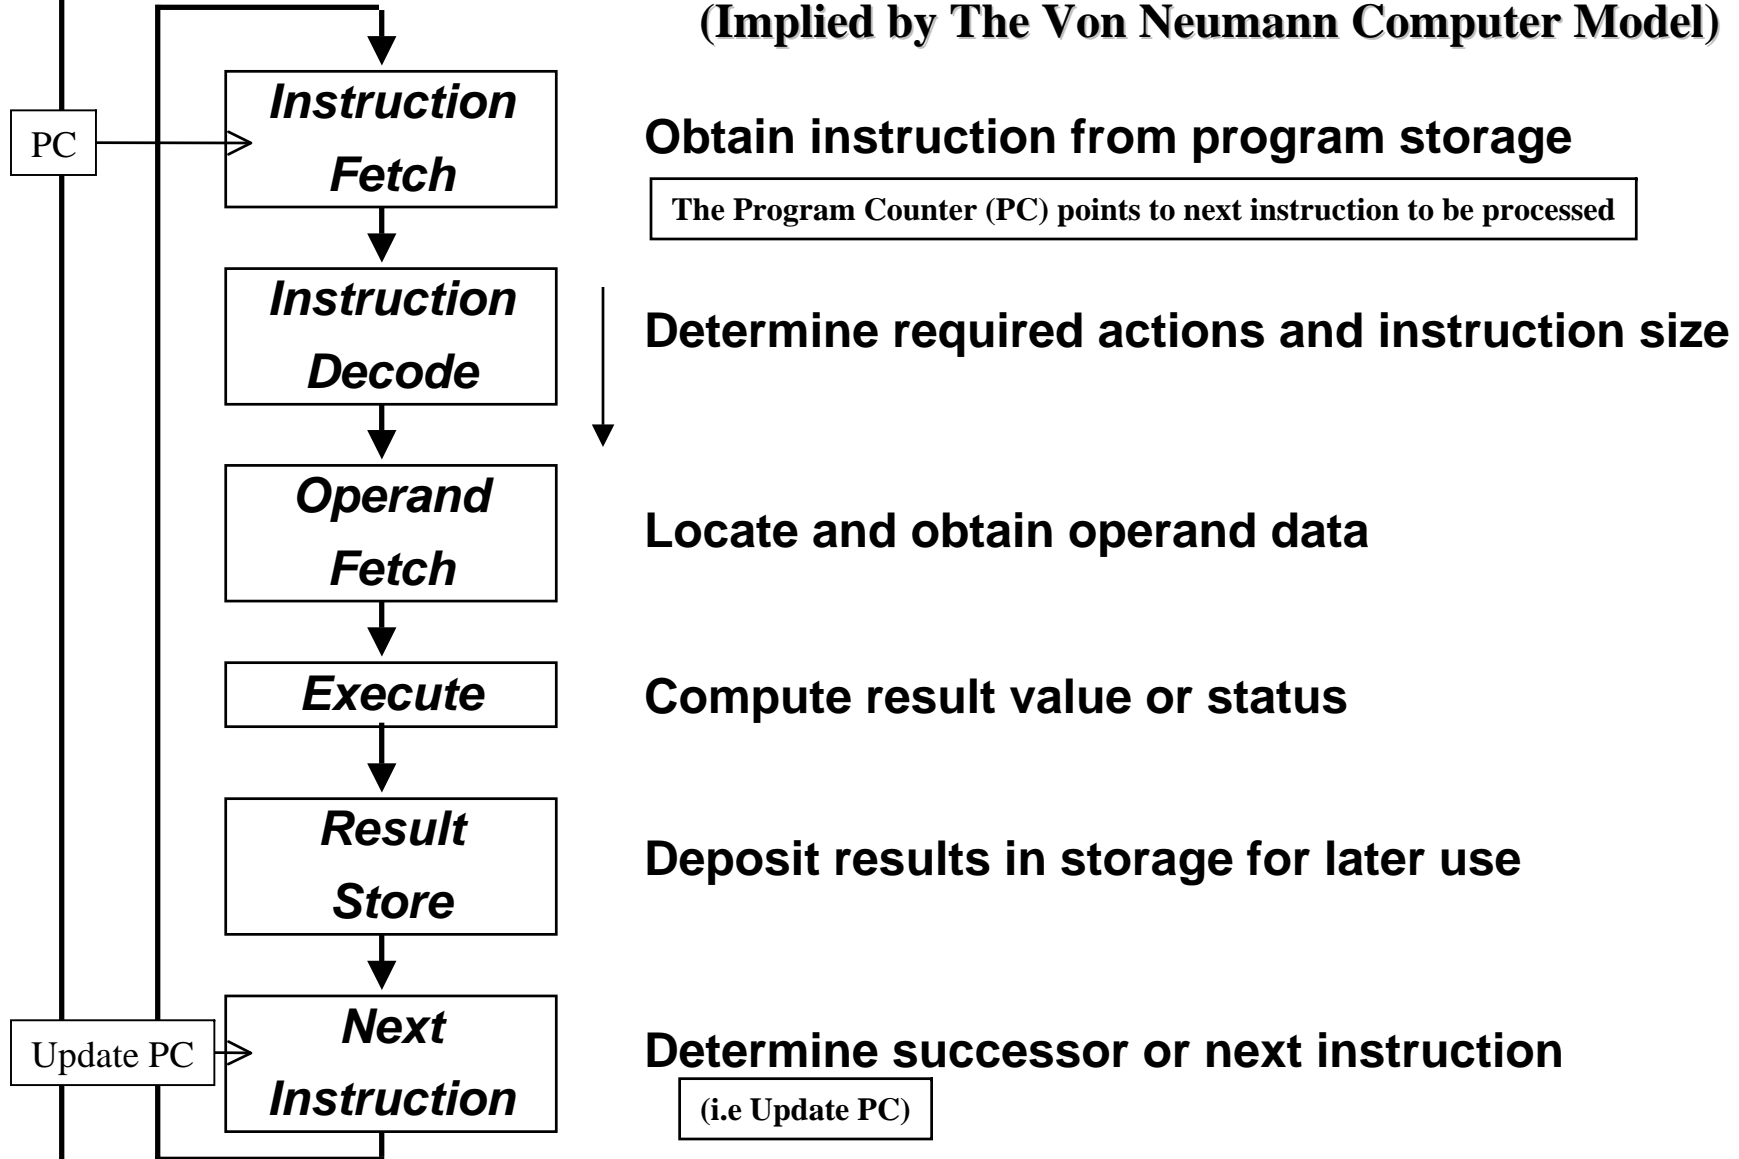 (Implied by The Von Neumann Computer Model)
Instruction
Fetch
PC
Obtain instruction from program storage
The Program Counter (PC) points to next instruction to be processed
Instruction
Decode
Determine required actions and instruction size
Operand
Fetch
Locate and obtain operand data
Execute
Compute result value or status
Result
Store
Deposit results in storage for later use
Next
Instruction
Update PC
Determine successor or next instruction
(i.e Update PC)